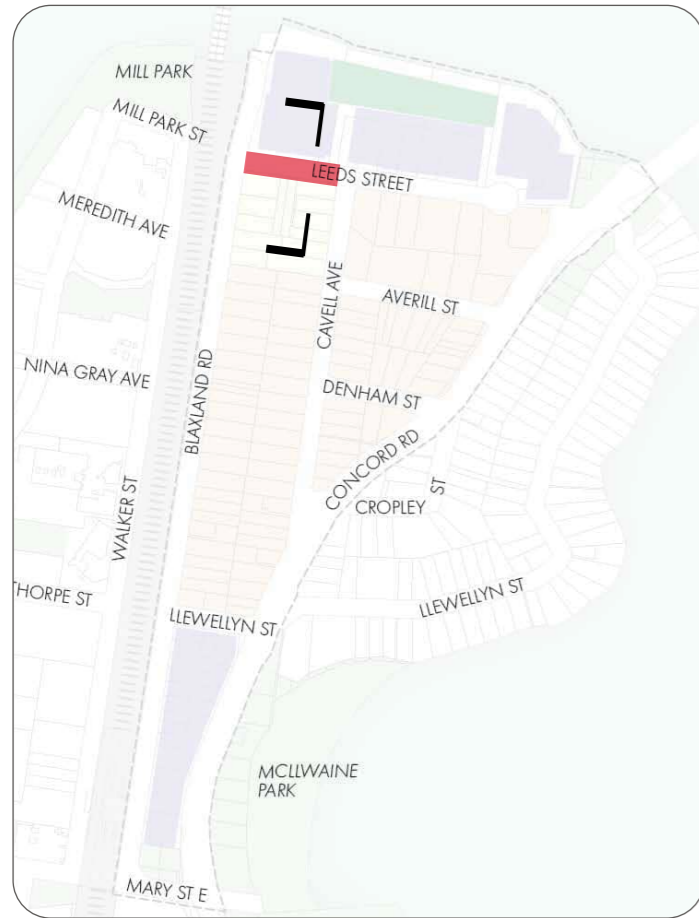 MILL PARK
MILL PARK ST
MEREDITH AVE
LEEDS STREET
CAVELL AVE
AVERILL ST
NINA GRAY AVE
BLAXLAND RD
DENHAM ST
CONCORD RD
WALKER ST
CROPLEY
ST
THORPE ST
LLEWELLYN ST
LLEWELLYN ST
MCLLWAINE
PARK
MARY ST E